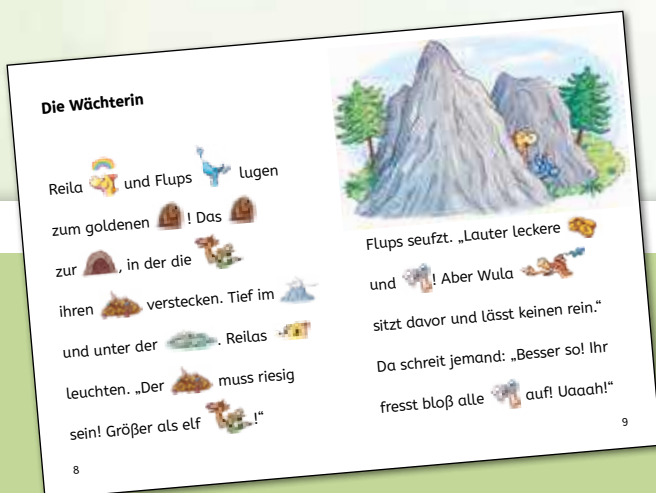 Die Wächterin
Reila und Flups lugen
zum goldenen ! Das
zur , in der die
ihren verstecken. Tief im
und unter der . Reilas
leuchten. „Der muss riesig
sein! Größer als elf !“
8
Flups seufzt. „Lauter leckere
und ! Aber Wula
sitzt davor und lässt keinen rein.“
Da schreit jemand: „Besser so! Ihr
fresst bloß alle auf! Uaaah!“
9